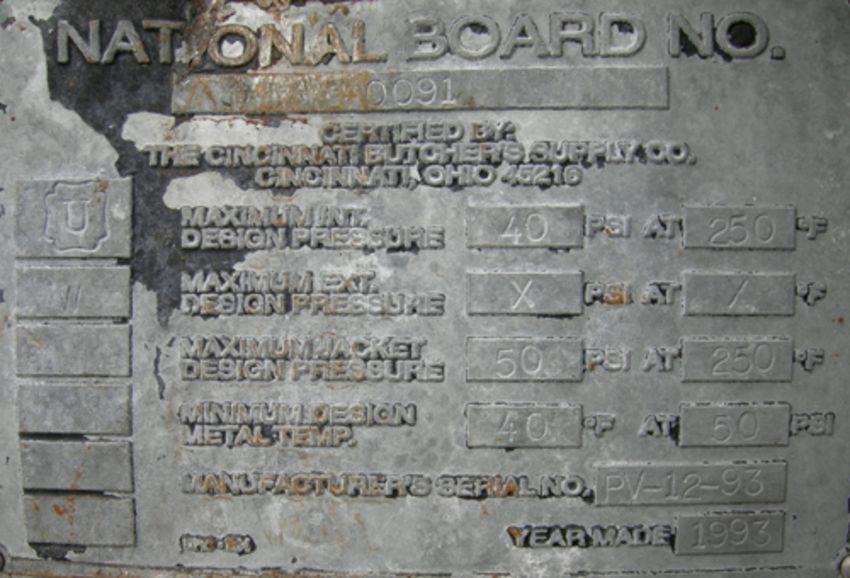 NATIONAL BOARD NO.
0091
CERTIFIED BY:
THE CINCINNATI BUTCHER'S SUPPLY CO.
CINCINNATI, OHIO 45216
U
MAXIMUM INT.
DESIGN PRESSURE 40 PSI AT 250 °F
W
MAXIMUM EXT.
DESIGN PRESSURE X PSI AT / °F
MAXIMUM JACKET
DESIGN PRESSURE 50 PSI AT 250 °F
MINIMUM DESIGN
METAL TEMP. 40 °F AT 50 PSI
MANUFACTURER'S SERIAL NO. PV-12-93
YEAR MADE 1993